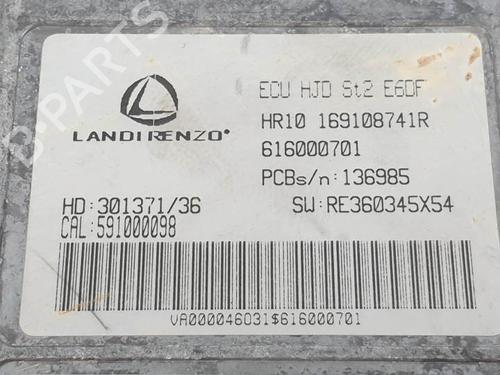 B-PARTS
LANDIRENZO®
ECU HJD St2 E6DF
HR10 169108741R
616000701
PCBs/n:136985
HD:301371/36
SW:RE360345X54
CAL:591000098
VA000046031$616000701